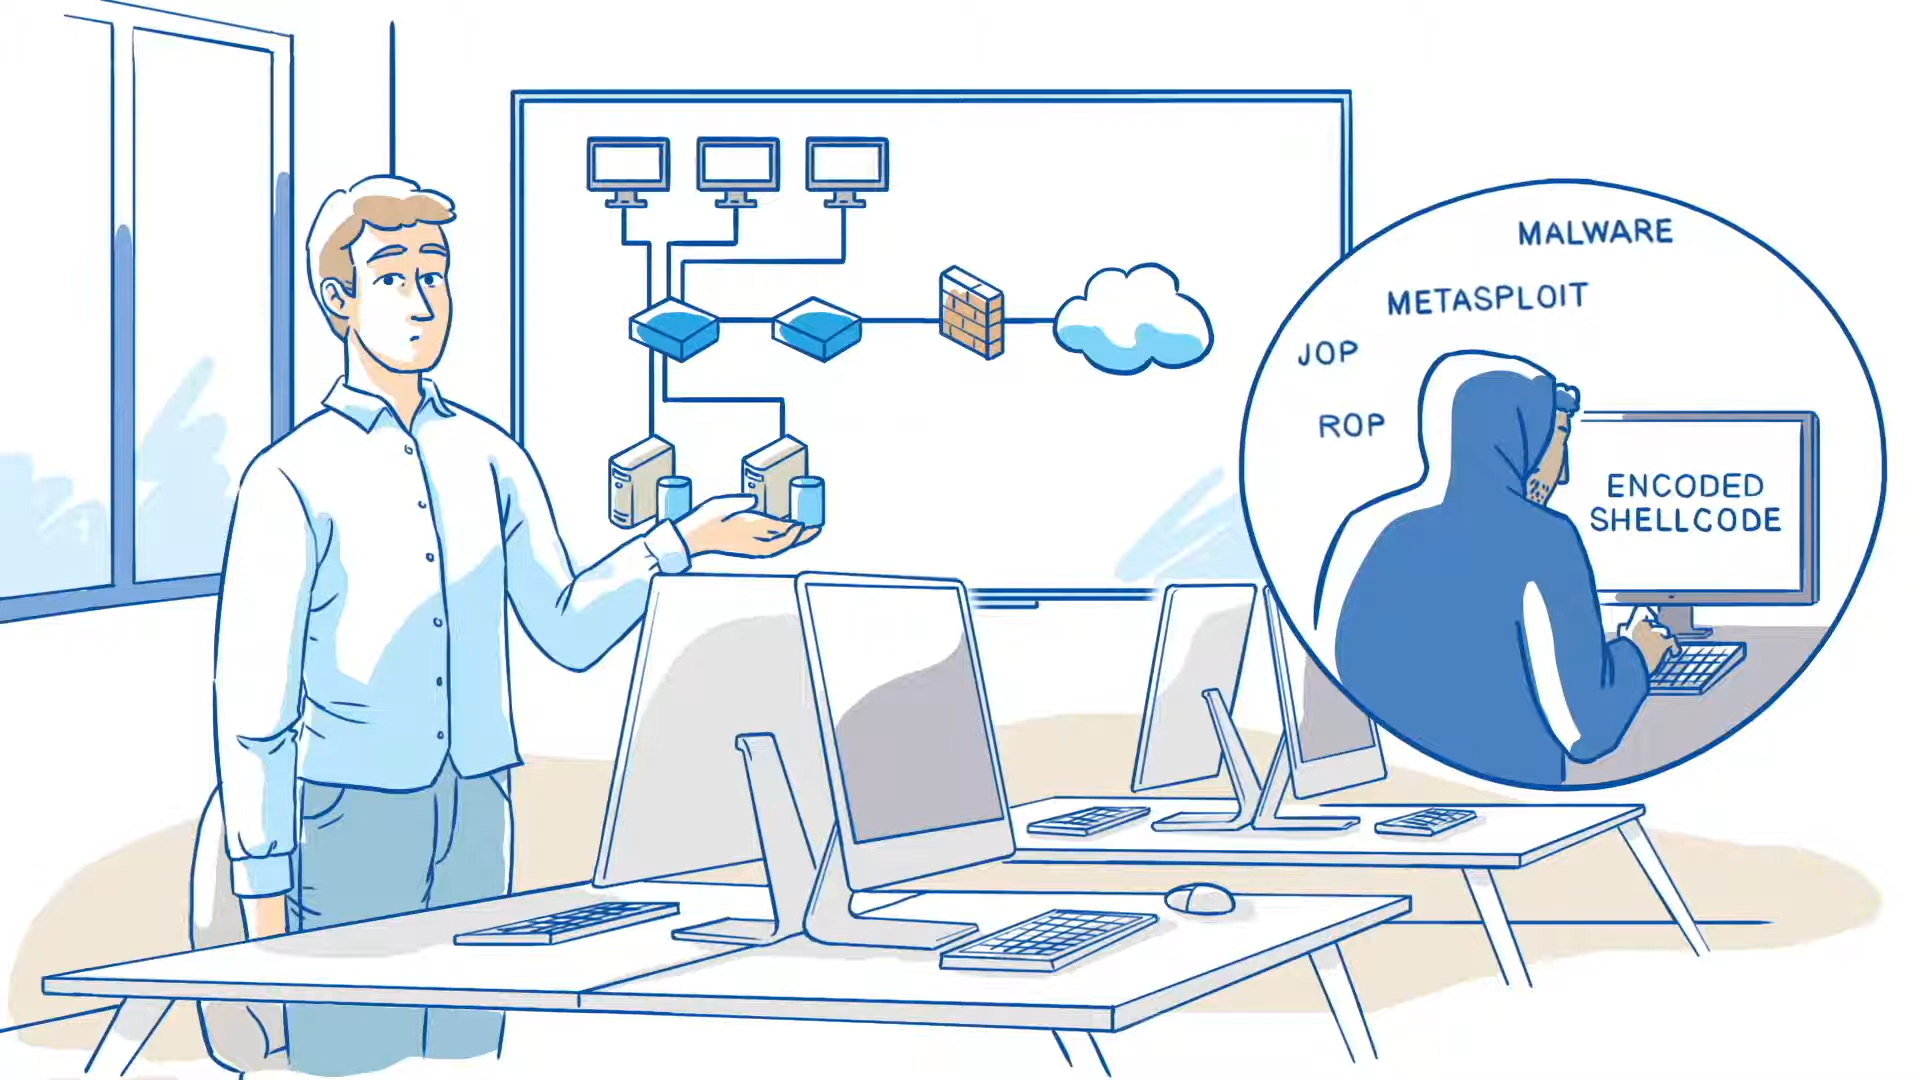 MALWARE
METASPLOIT
JOP
ROP
ENCODED
SHELLCODE